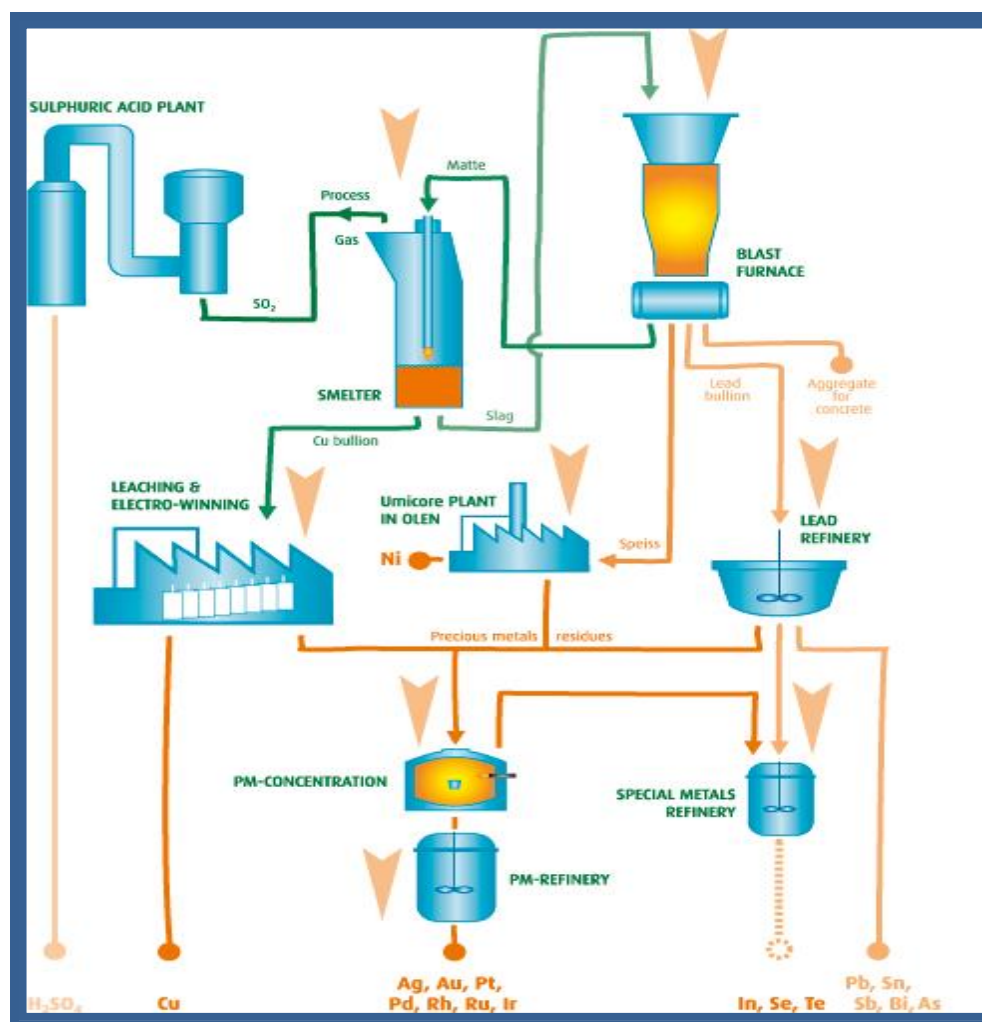 SULPHURIC ACID PLANT
Matte
Process
Gas
SO₂
BLAST
FURNACE
SMELTER
Slag
Lead
bullion
Aggregate
for
concrete
Cu bullion
LEACHING &
ELECTRO-WINNING
Umicore PLANT
IN OLEN
Ni
Speiss
LEAD
REFINERY
Precious metals residues
PM-CONCENTRATION
SPECIAL METALS
REFINERY
PM-REFINERY
H₂SO₄
Cu
Ag, Au, Pt,
Pd, Rh, Ru, Ir
In, Se, Te
Pb, Sn,
Sb, Bi, As